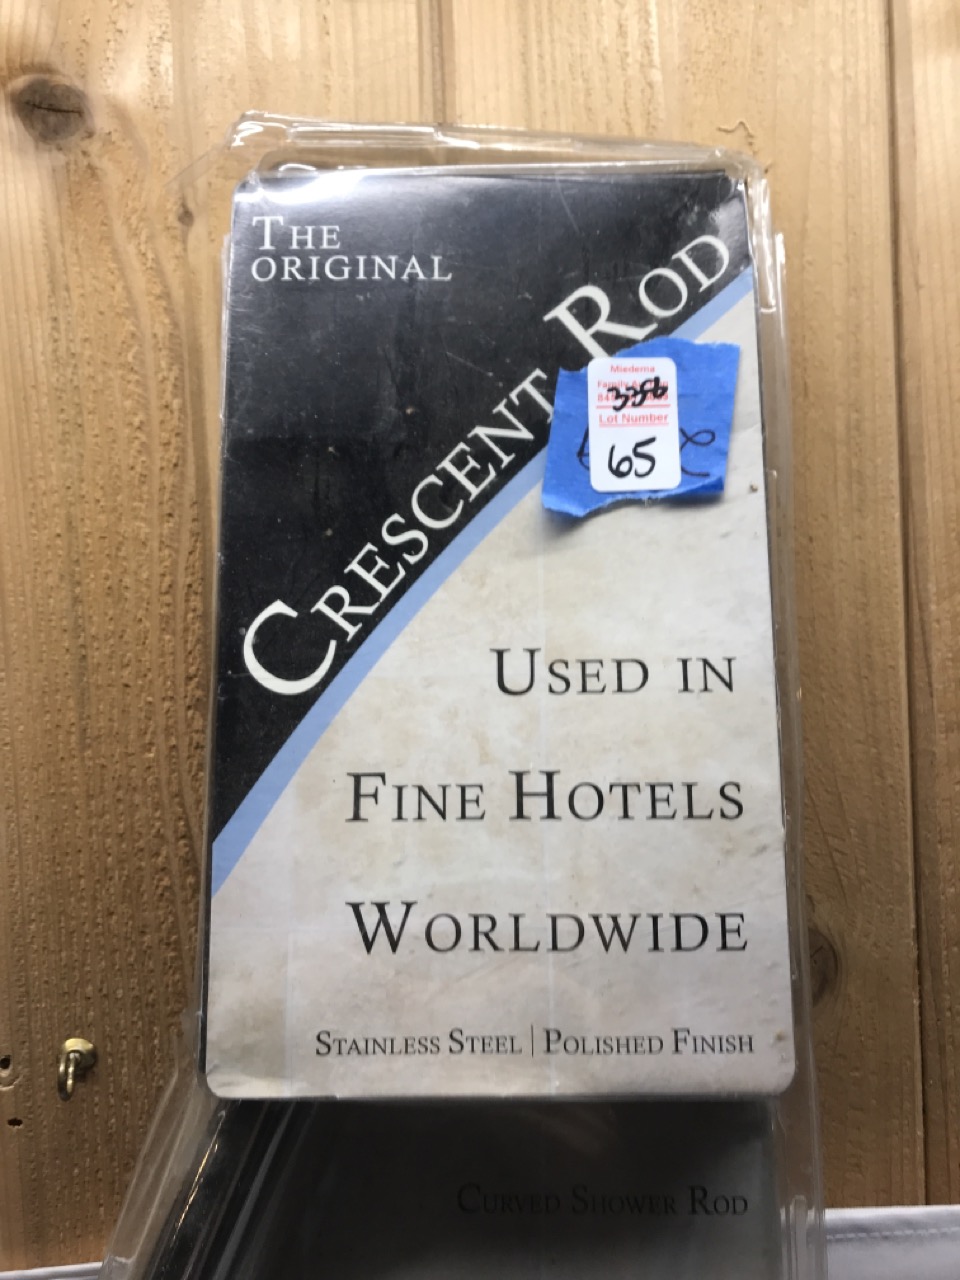 THE
ORIGINAL
CRESCENT ROD
Miedema
Lot Number
65
USED IN
FINE HOTELS
WORLDWIDE
STAINLESS STEEL | POLISHED FINISH
CURVED SHOWER ROD